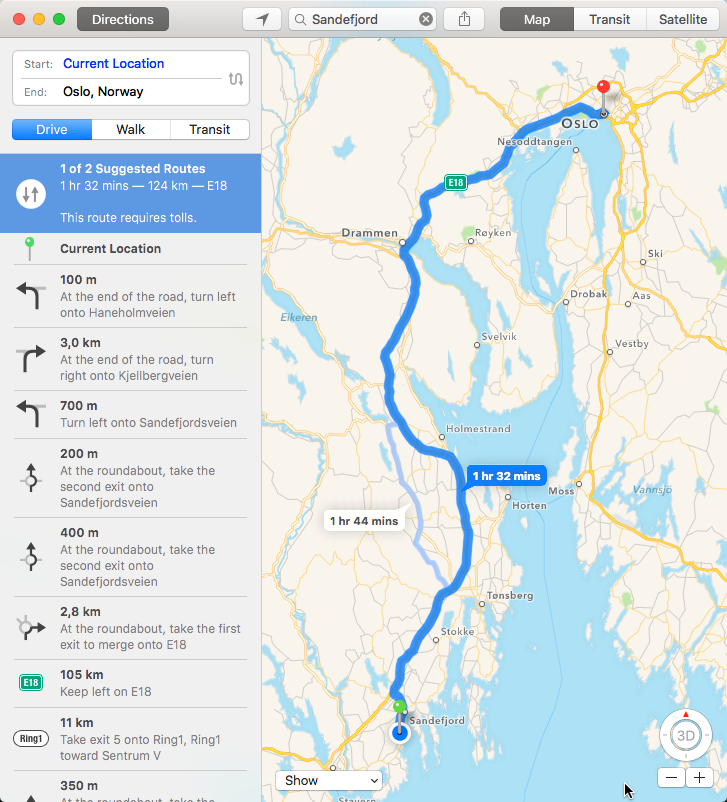 Directions
Sandefjord
Map
Transit
Satellite
Start: Current Location
End: Oslo, Norway
Drive
Walk
Transit
1 of 2 Suggested Routes
1 hr 32 mins — 124 km — E18
This route requires tolls.
Current Location
100 m
At the end of the road, turn left
onto Haneholmveien
3,0 km
At the end of the road, turn
right onto Kjellbergveien
700 m
Turn left onto Sandefjordsveien
200 m
At the roundabout, take the
second exit onto
Sandefjordsveien
400 m
At the roundabout, take the
second exit onto
Sandefjordsveien
2,8 km
At the roundabout, take the first
exit to merge onto E18
E18
105 km
Keep left on E18
Ring1
11 km
Take exit 5 onto Ring1, Ring1
toward Sentrum V
350 m
OSLO
Nesoddtangen
E18
Drammen
Røyken
Ski
Drobak
Aas
Eikeren
Svelvik
Vestby
Holmestrand
1 hr 32 mins
Moss
Vannsjø
Horten
1 hr 44 mins
Tønsberg
Stokke
Sandefjord
3D
Show
Stavern